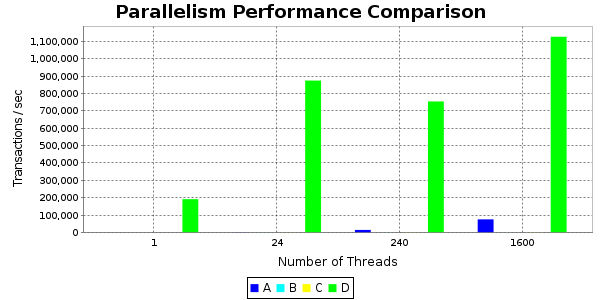 Parallelism Performance Comparison
1,100,000
1,000,000
900,000
800,000
700,000
600,000
500,000
400,000
300,000
200,000
100,000
0
Transactions / sec
1 24 240 1600
Number of Threads
A B C D